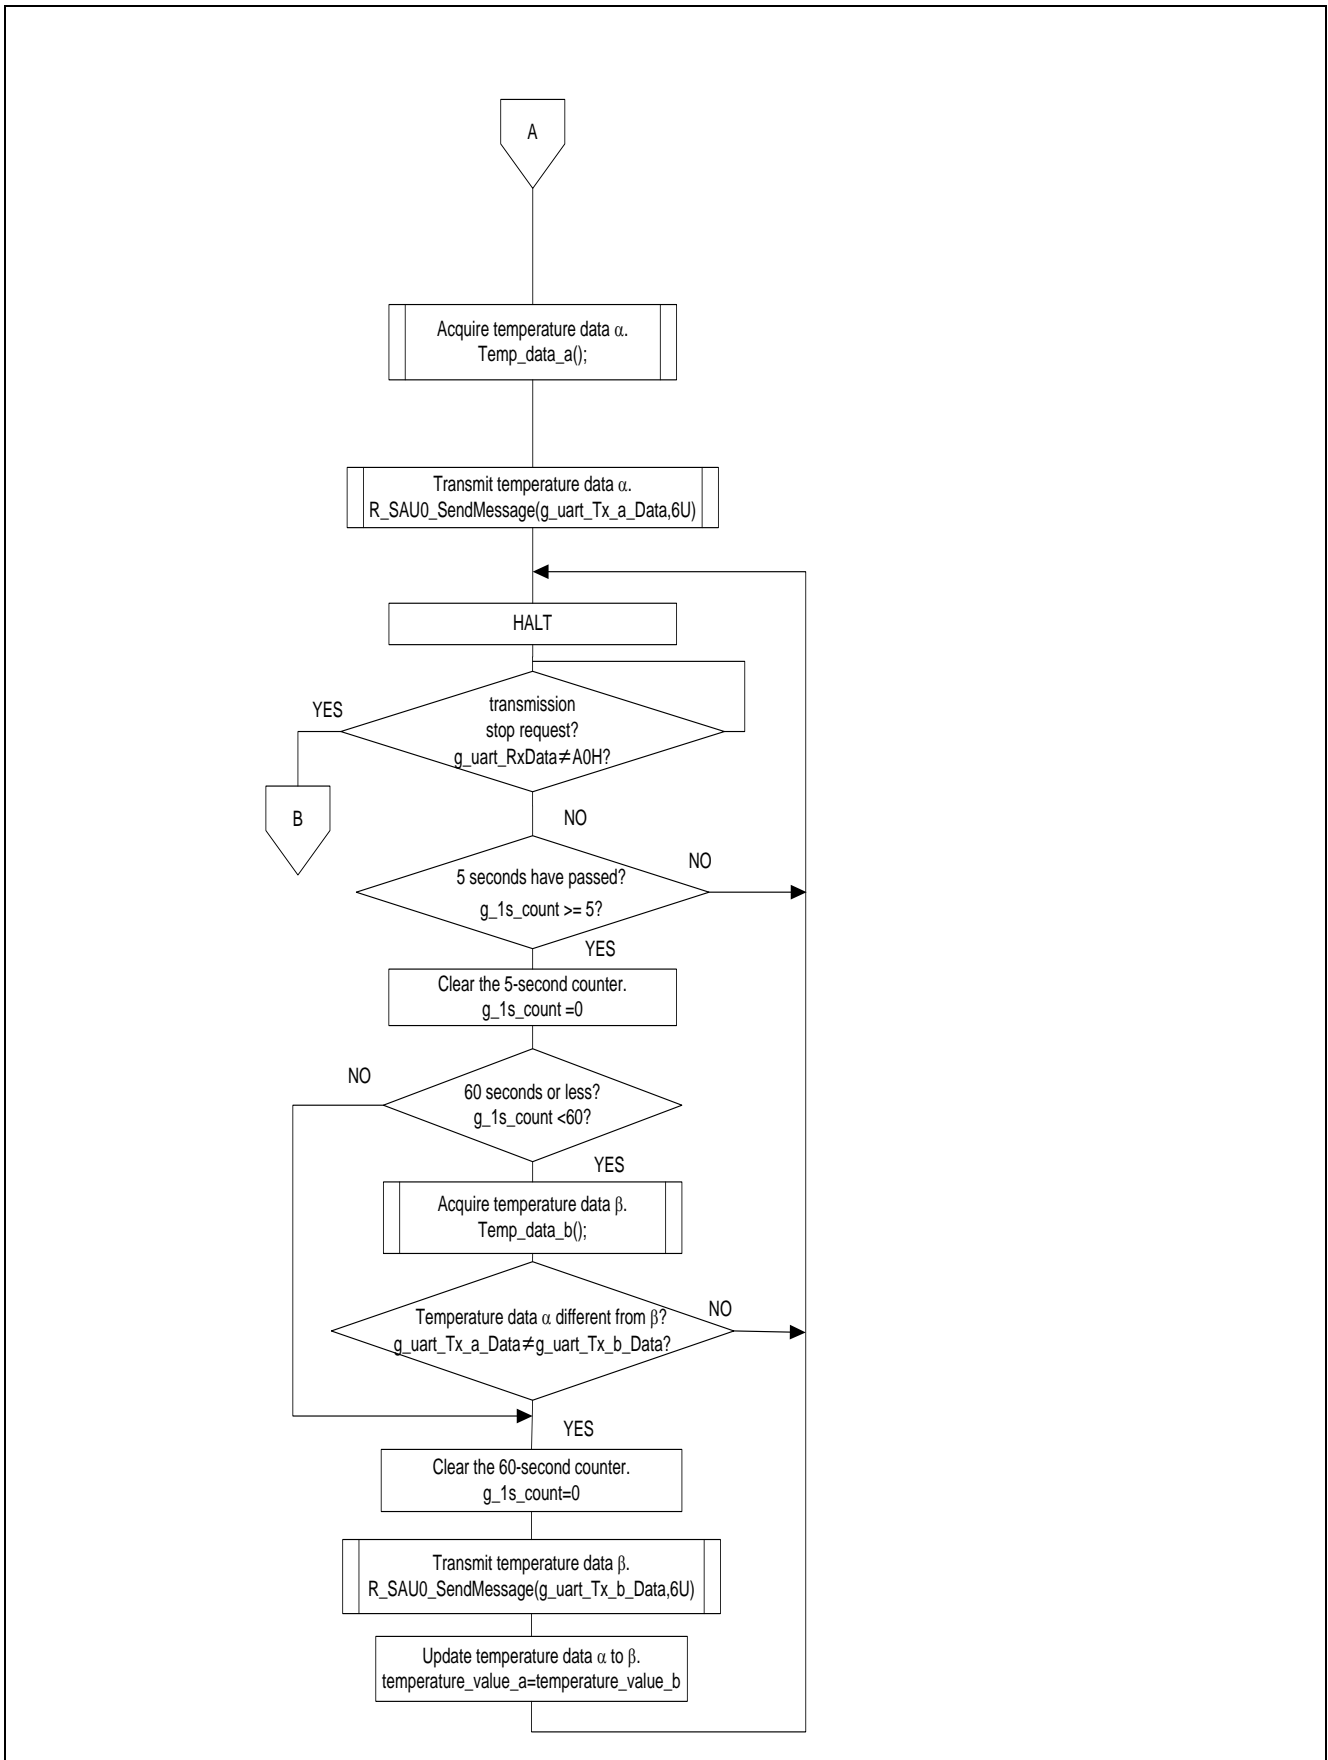 A
Acquire temperature data α.
Temp_data_a();
Transmit temperature data α.
R_SAU0_SendMessage(g_uart_Tx_a_Data,6U)
HALT
YES
transmission
stop request?
g_uart_RxData≠A0H?
B
NO
NO
5 seconds have passed?
g_1s_count >= 5?
YES
Clear the 5-second counter.
g_1s_count =0
NO
60 seconds or less?
g_1s_count <60?
YES
Acquire temperature data β.
Temp_data_b();
NO
Temperature data α different from β?
g_uart_Tx_a_Data≠g_uart_Tx_b_Data?
YES
Clear the 60-second counter.
g_1s_count=0
Transmit temperature data β.
R_SAU0_SendMessage(g_uart_Tx_b_Data,6U)
Update temperature data α to β.
temperature_value_a=temperature_value_b